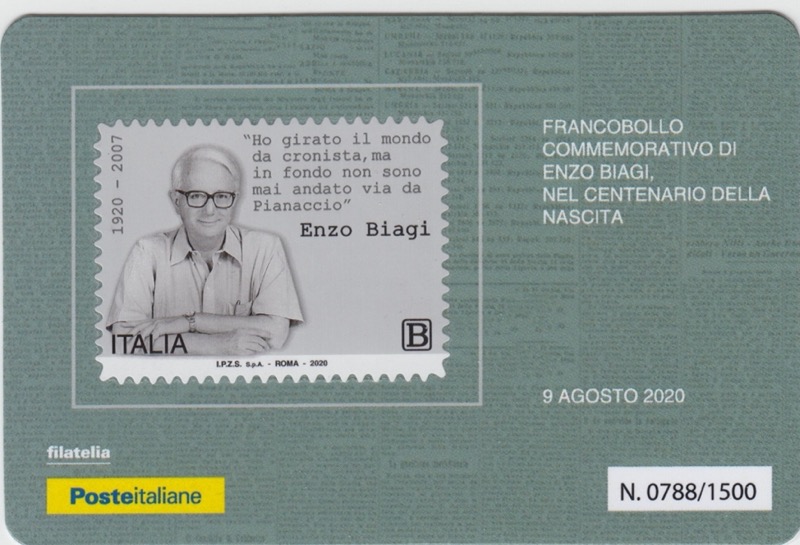 1920 - 2007
"Ho girato il mondo
da cronista,ma
in fondo non sono
mai andato via da
Pianaccio"
Enzo Biagi
ITALIA
B
I.P.Z.S. S.p.A. - ROMA - 2020
FRANCOBOLLO
COMMEMORATIVO DI
ENZO BIAGI,
NEL CENTENARIO DELLA
NASCITA
9 AGOSTO 2020
filatelia
Posteitaliane
N. 0788/1500